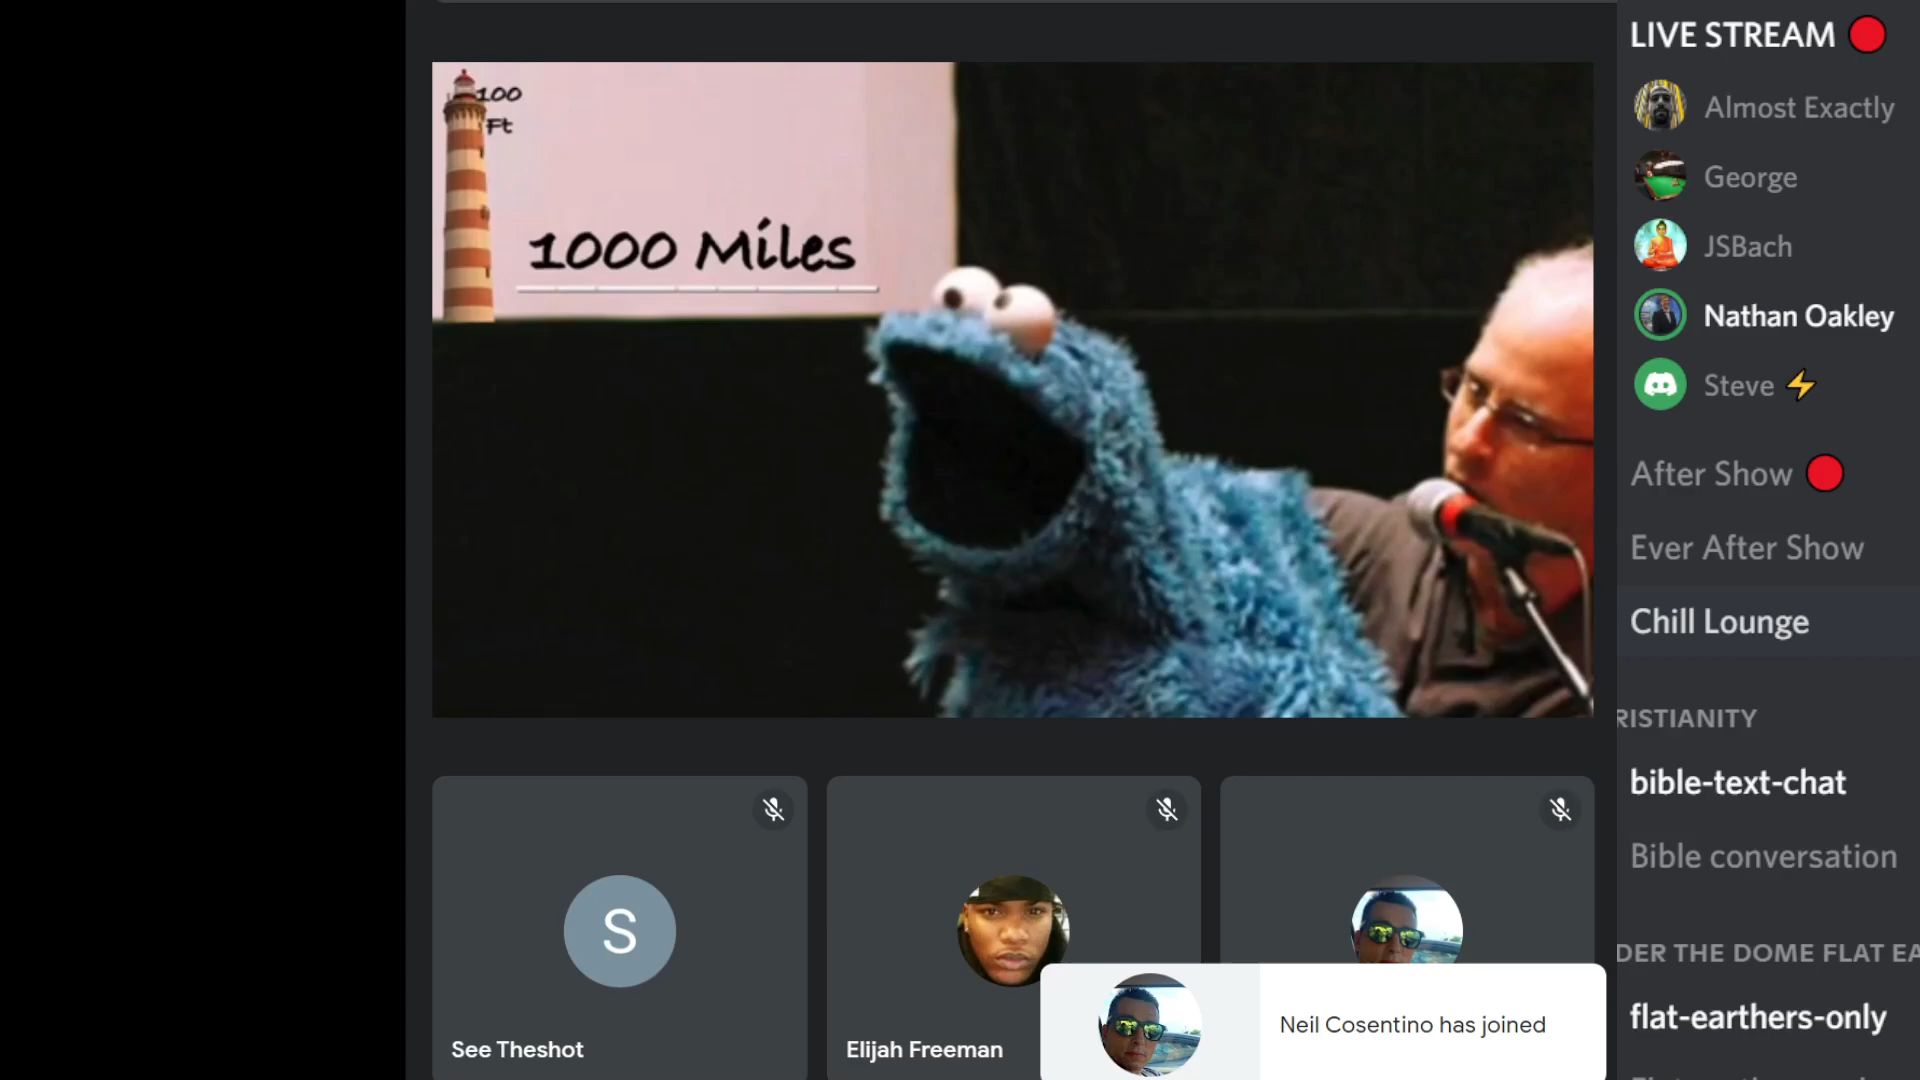 100
Ft
1000 Miles
LIVE STREAM
Almost Exactly
George
JSBach
Nathan Oakley
Steve
After Show
Ever After Show
Chill Lounge
RISTIANITY
bible-text-chat
Bible conversation
DER THE DOME FLAT EA
flat-earthers-only
S
See Theshot
Elijah Freeman
Neil Cosentino has joined